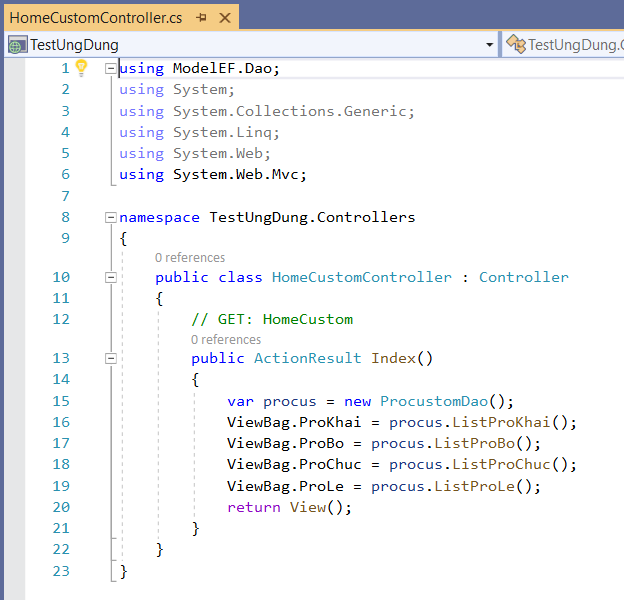 HomeCustomController.cs
TestUngDung TestUngDung.C
1 using ModelEF.Dao;
2 using System;
3 using System.Collections.Generic;
4 using System.Linq;
5 using System.Web;
6 using System.Web.Mvc;
7
8 namespace TestUngDung.Controllers
9 {
0 references
10 public class HomeCustomController : Controller
11 {
12 // GET: HomeCustom
0 references
13 public ActionResult Index()
14 {
15 var procus = new ProcustomDao();
16 ViewBag.ProKhai = procus.ListProKhai();
17 ViewBag.ProBo = procus.ListProBo();
18 ViewBag.ProChuc = procus.ListProChuc();
19 ViewBag.ProLe = procus.ListProLe();
20 return View();
21 }
22 }
23 }